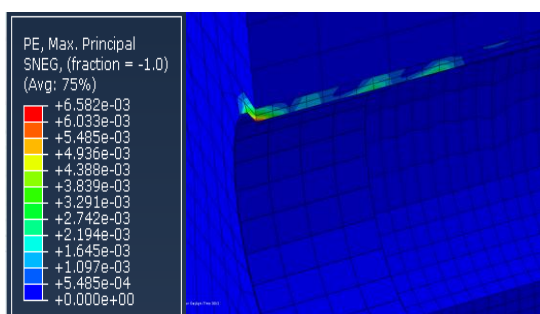 PE, Max. Principal
SNEG, (fraction = -1.0)
(Avg: 75%)
+6.582e-03
+6.033e-03
+5.485e-03
+4.936e-03
+4.388e-03
+3.839e-03
+3.291e-03
+2.742e-03
+2.194e-03
+1.645e-03
+1.097e-03
+5.485e-04
+0.000e+00